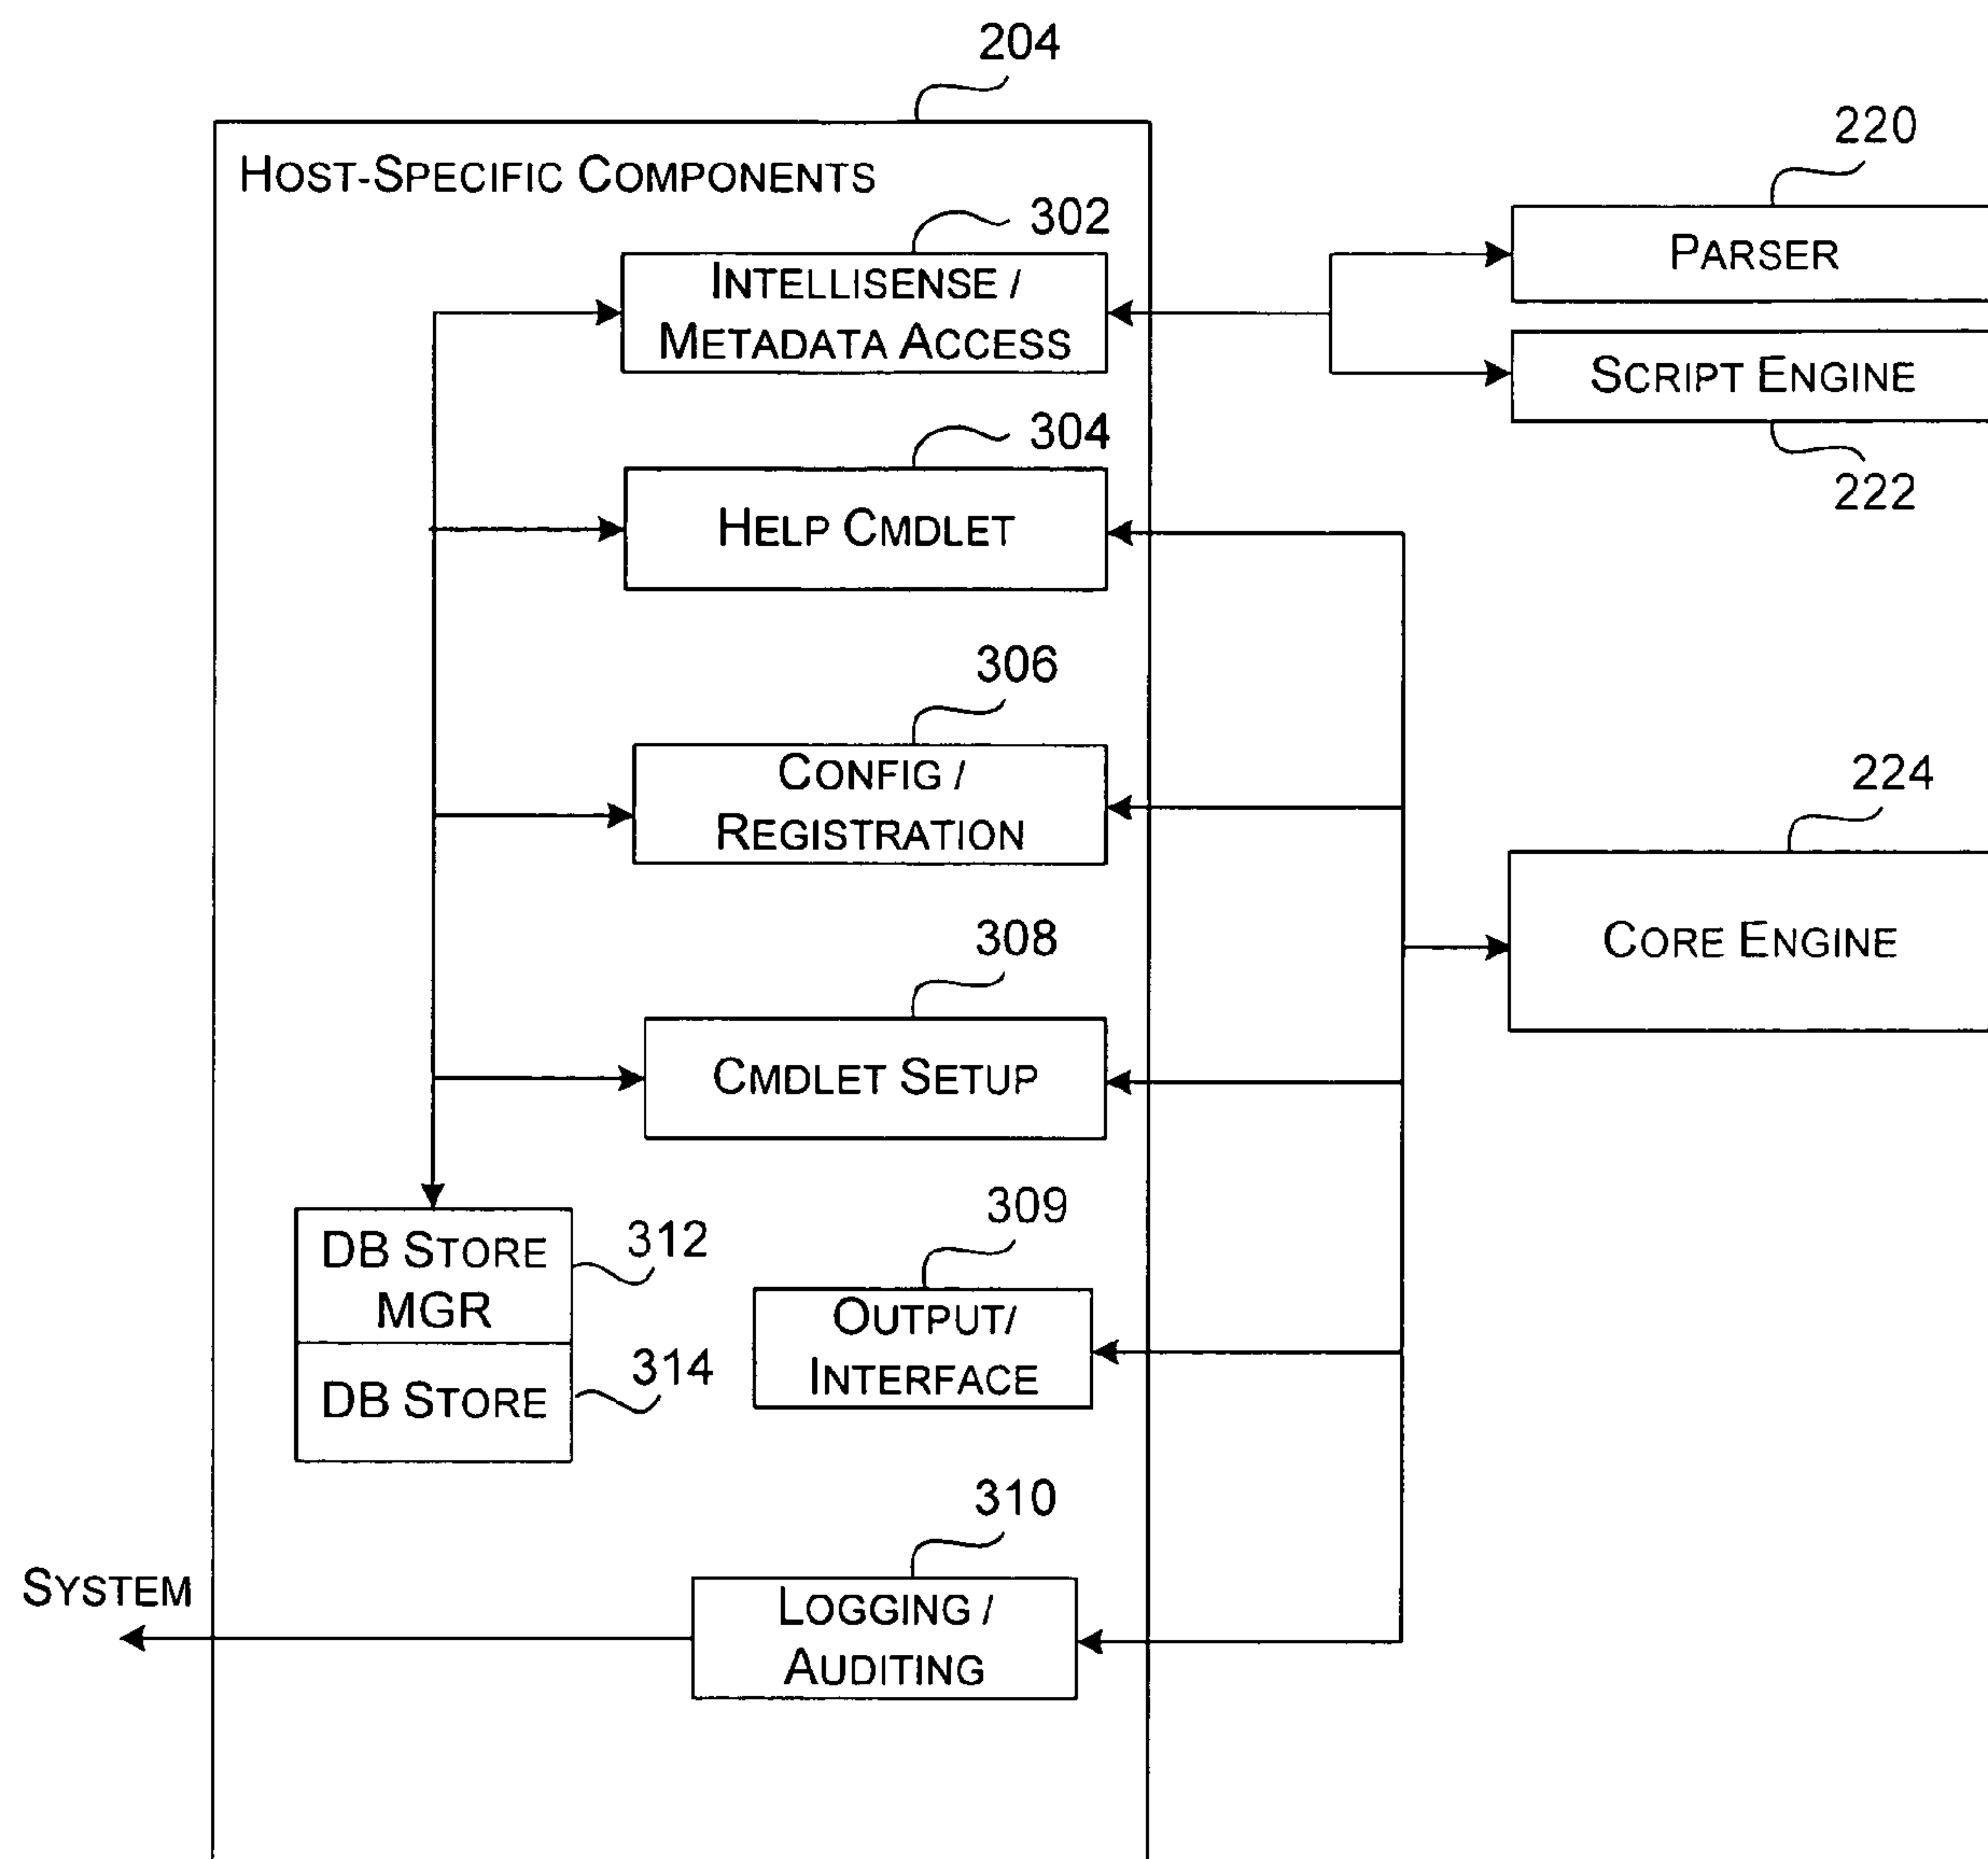 204
HOST-SPECIFIC COMPONENTS
220
PARSER
302
INTELLISENSE /
METADATA ACCESS
SCRIPT ENGINE
222
304
HELP CMDLET
306
CONFIG /
REGISTRATION
224
CORE ENGINE
308
CMDLET SETUP
309
OUTPUT/
INTERFACE
DB STORE
MGR
312
DB STORE
314
310
LOGGING /
AUDITING
SYSTEM